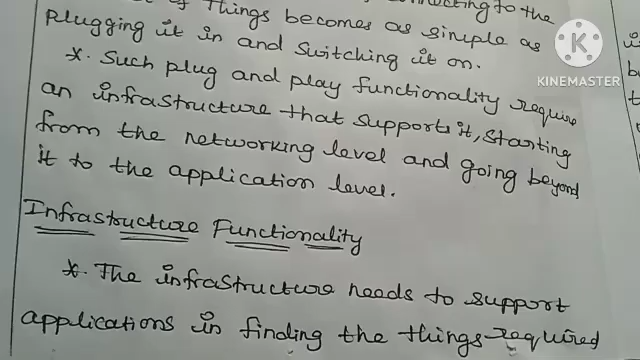 of Things becomes as simple as
plugging it in and switching it on.
*. Such plug and play functionality require
an infrastructure that supports it, starting
from the networking level and going beyond
it to the application level.
Infrastructure Functionality
*. The infrastructure needs to support
applications in finding the things required
KINEMASTER